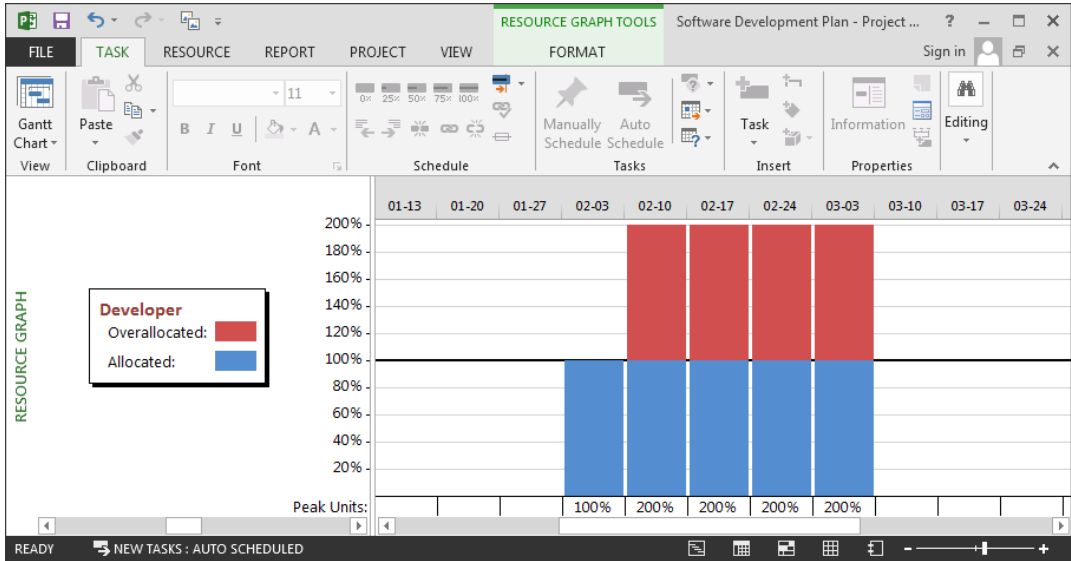 RESOURCE GRAPH TOOLS Software Development Plan - Project ... ?
FILE TASK RESOURCE REPORT PROJECT VIEW FORMAT Sign in
11
0% 25% 50% 75% 100%
B I U A
Gantt Chart
Paste
Manually Schedule
Auto Schedule
Task
Information
Editing
View Clipboard Font Schedule Tasks Insert Properties
01-13 01-20 01-27 02-03 02-10 02-17 02-24 03-03 03-10 03-17 03-24
200%
180%
160%
140%
120%
100%
80%
60%
40%
20%
RESOURCE GRAPH
Developer
Overallocated:
Allocated:
Peak Units: 100% 200% 200% 200% 200%
READY NEW TASKS : AUTO SCHEDULED